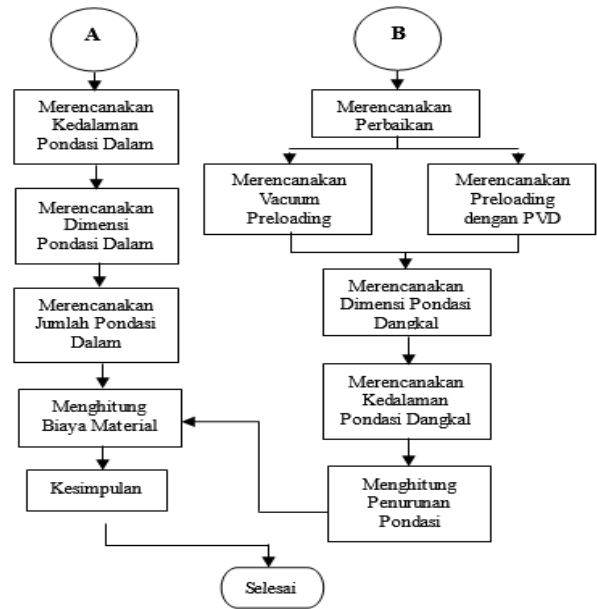 A
Merencanakan
Kedalaman
Pondasi Dalam
Merencanakan
Dimensi
Pondasi Dalam
Merencanakan
Jumlah Pondasi
Dalam
Menghitung
Biaya Material
Kesimpulan
B
Merencanakan
Perbaikan
Merencanakan
Vacuum
Preloading
Merencanakan
Preloading
dengan PVD
Merencanakan
Dimensi Pondasi
Dangkal
Merencanakan
Kedalaman
Pondasi Dangkal
Menghitung
Penurunan
Pondasi
Selesai